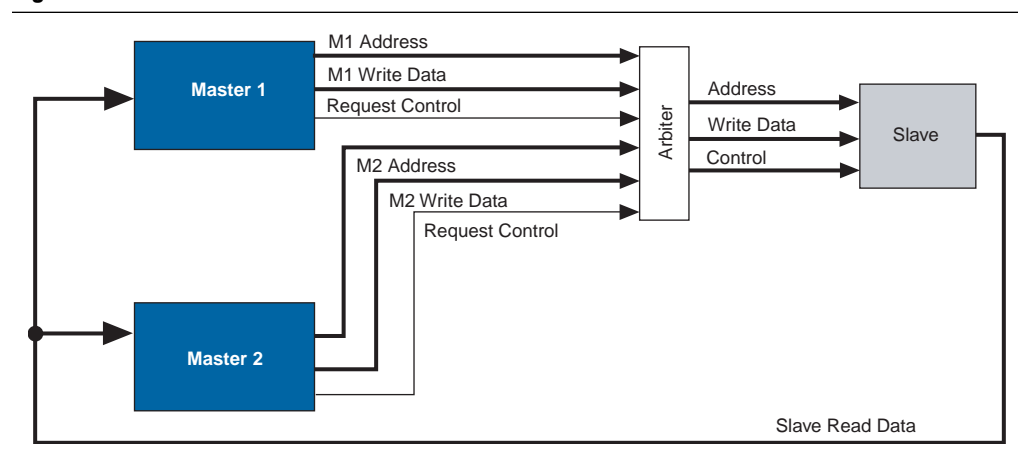 M1 Address
Master 1
M1 Write Data
Request Control
Address
Write Data
Control
Arbiter
Slave
M2 Address
M2 Write Data
Request Control
Master 2
Slave Read Data